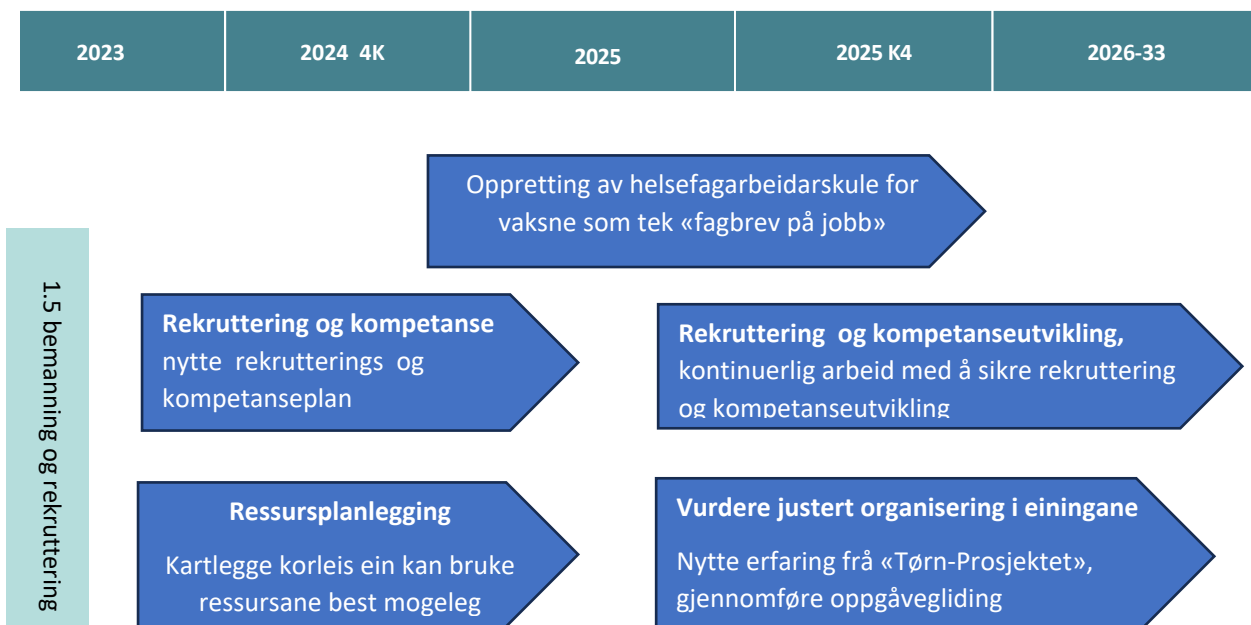 2023
2024 4K
2025
2025 K4
2026-33
Oppretting av helsefagarbeidarskule for
vaksne som tek «fagbrev på jobb»
1.5 bemanning og rekruttering
Rekruttering og kompetanse
nytte rekrutterings og
kompetanseplan
Rekruttering og kompetanseutvikling,
kontinuerlig arbeid med å sikre rekruttering
og kompetanseutvikling
Ressursplanlegging
Kartlegge korleis ein kan bruke
ressursane best mogeleg
Vurdere justert organisering i einingane
Nytte erfaring frå «Tørn-Prosjektet»,
gjennomføre oppgåvegliding